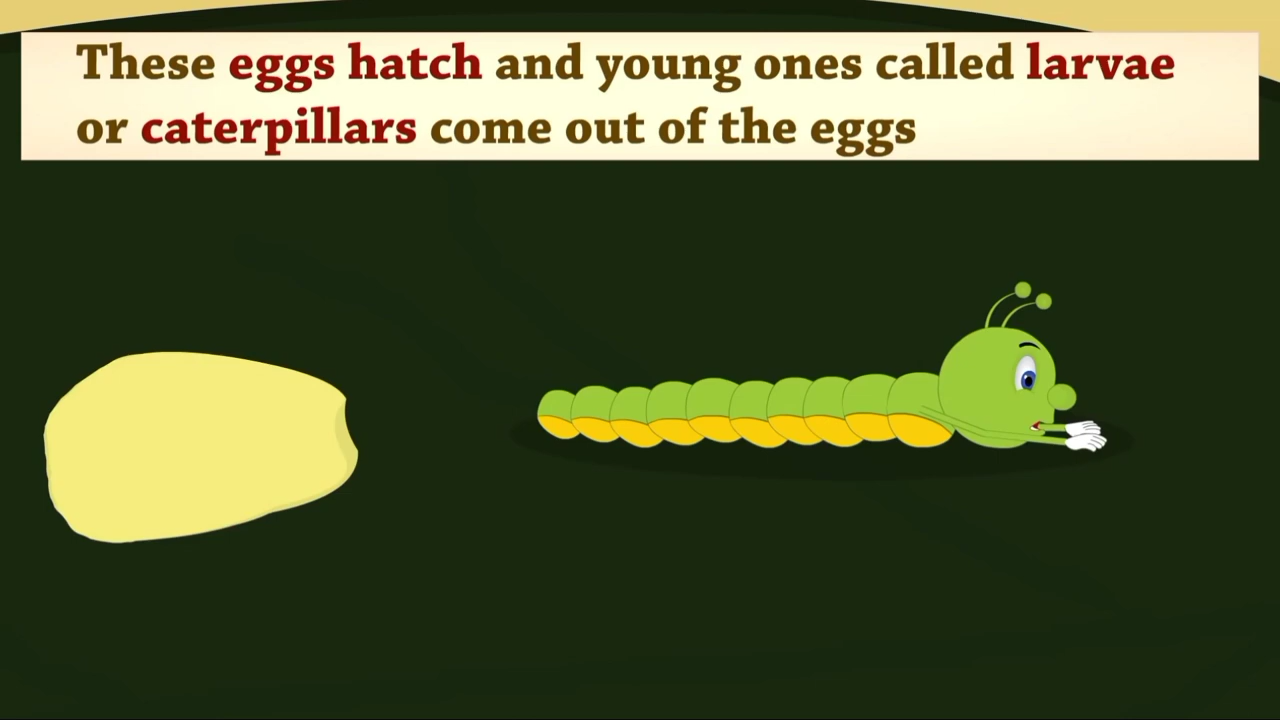 These eggs hatch and young ones called larvae
or caterpillars come out of the eggs